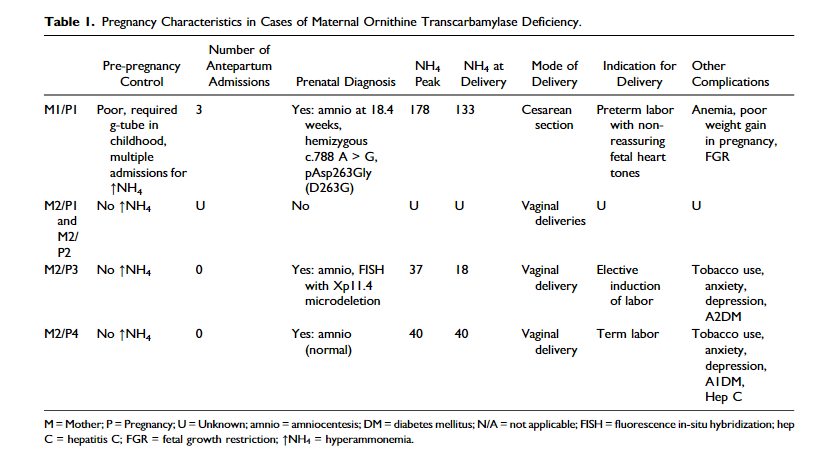 Table 1. Pregnancy Characteristics in Cases of Maternal Ornithine Transcarbamylase Deficiency.
Pre-pregnancy Control
Number of Antepartum Admissions
Prenatal Diagnosis
NH4 Peak
NH4 at Delivery
Mode of Delivery
Indication for Delivery
Other Complications
M1/P1
Poor, required
g-tube in
childhood,
multiple
admissions for
↑NH4
3
Yes: amnio at 18.4
weeks,
hemizygous
c.788 A > G,
pAsp263Gly
(D263G)
178
133
Cesarean
section
Preterm labor
with non-
reassuring
fetal heart
tones
Anemia, poor
weight gain
in pregnancy,
FGR
M2/P1
and
M2/
P2
No ↑NH4
U
No
U
U
Vaginal
deliveries
U
U
M2/P3
No ↑NH4
0
Yes: amnio, FISH
with Xp11.4
microdeletion
37
18
Vaginal
delivery
Elective
induction
of labor
Tobacco use,
anxiety,
depression,
A2DM
M2/P4
No ↑NH4
0
Yes: amnio
(normal)
40
40
Vaginal
delivery
Term labor
Tobacco use,
anxiety,
depression,
A1DM,
Hep C
M = Mother; P = Pregnancy; U = Unknown; amnio = amniocentesis; DM = diabetes mellitus; N/A = not applicable; FISH = fluorescence in-situ hybridization; hep
C = hepatitis C; FGR = fetal growth restriction; ↑NH4 = hyperammonemia.